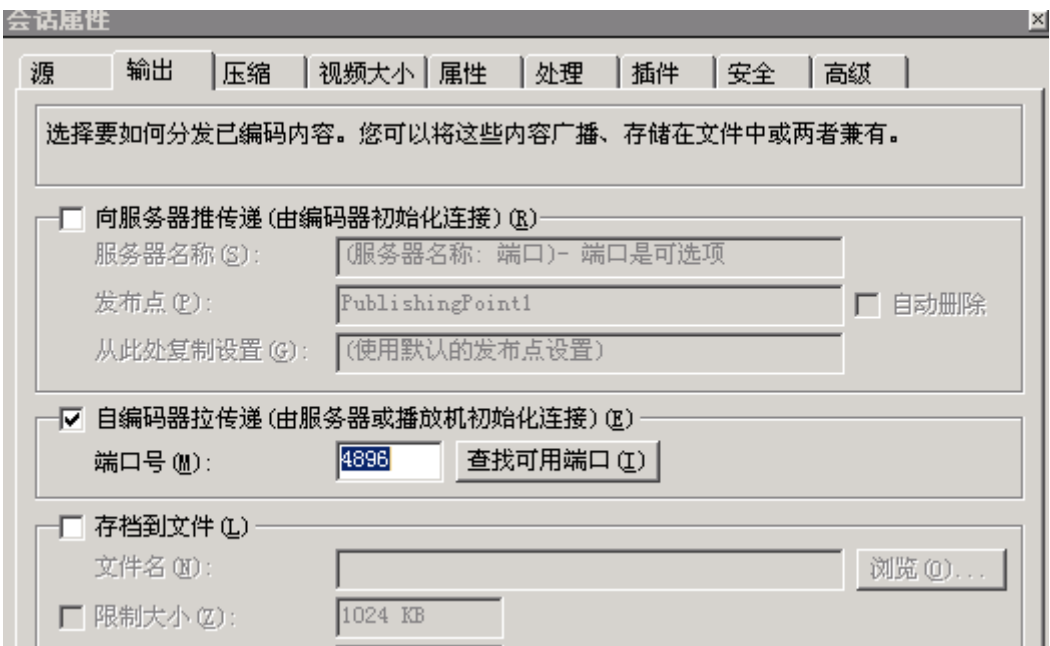 会话属性
源 输出 压缩 视频大小 属性 处理 插件 安全 高级
选择要如何分发已编码内容。您可以将这些内容广播、存储在文件中或两者兼有。
向服务器推传递(由编码器初始化连接)(R)
服务器名称(S): (服务器名称: 端口)- 端口是可选项
发布点(P): PublishingPoint1 自动删除
从此处复制设置(G): (使用默认的发布点设置)
自编码器拉传递(由服务器或播放机初始化连接)(E)
端口号(M): 4896 查找可用端口(I)
存档到文件(L)
文件名(N): 浏览(O)...
限制大小(Z): 1024 KB